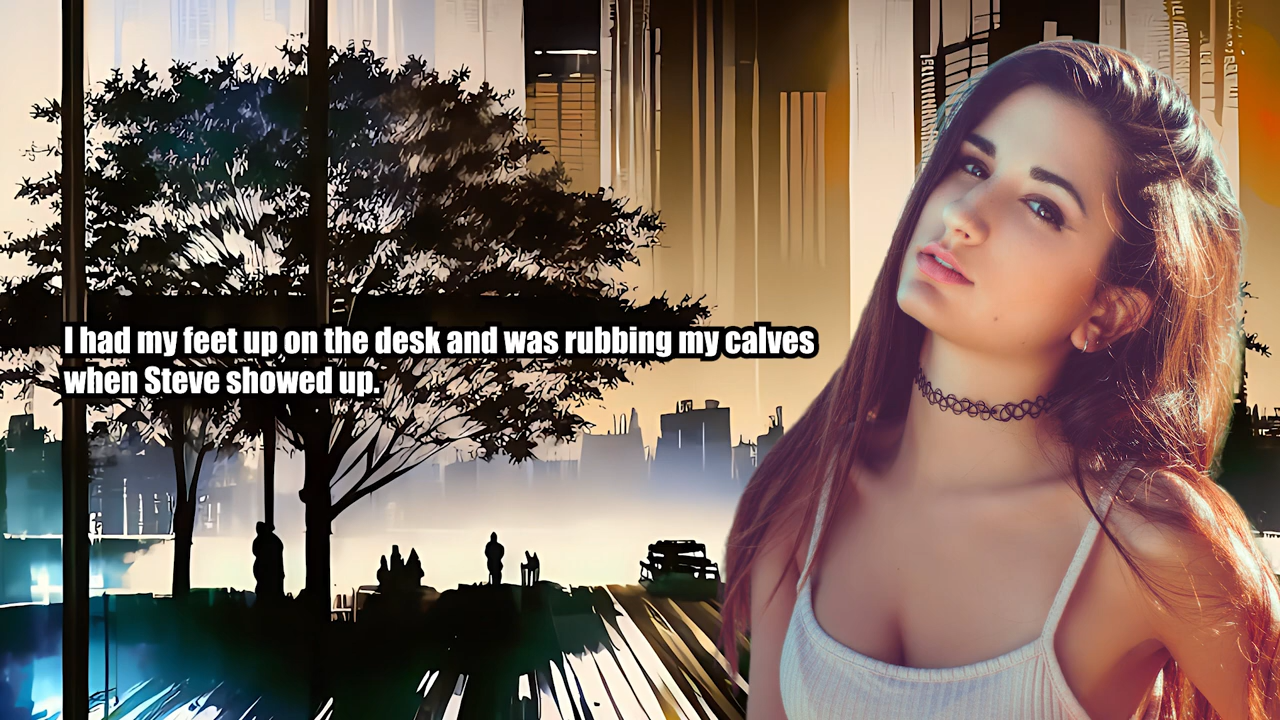 I had my feet up on the desk and was rubbing my calves
when Steve showed up.